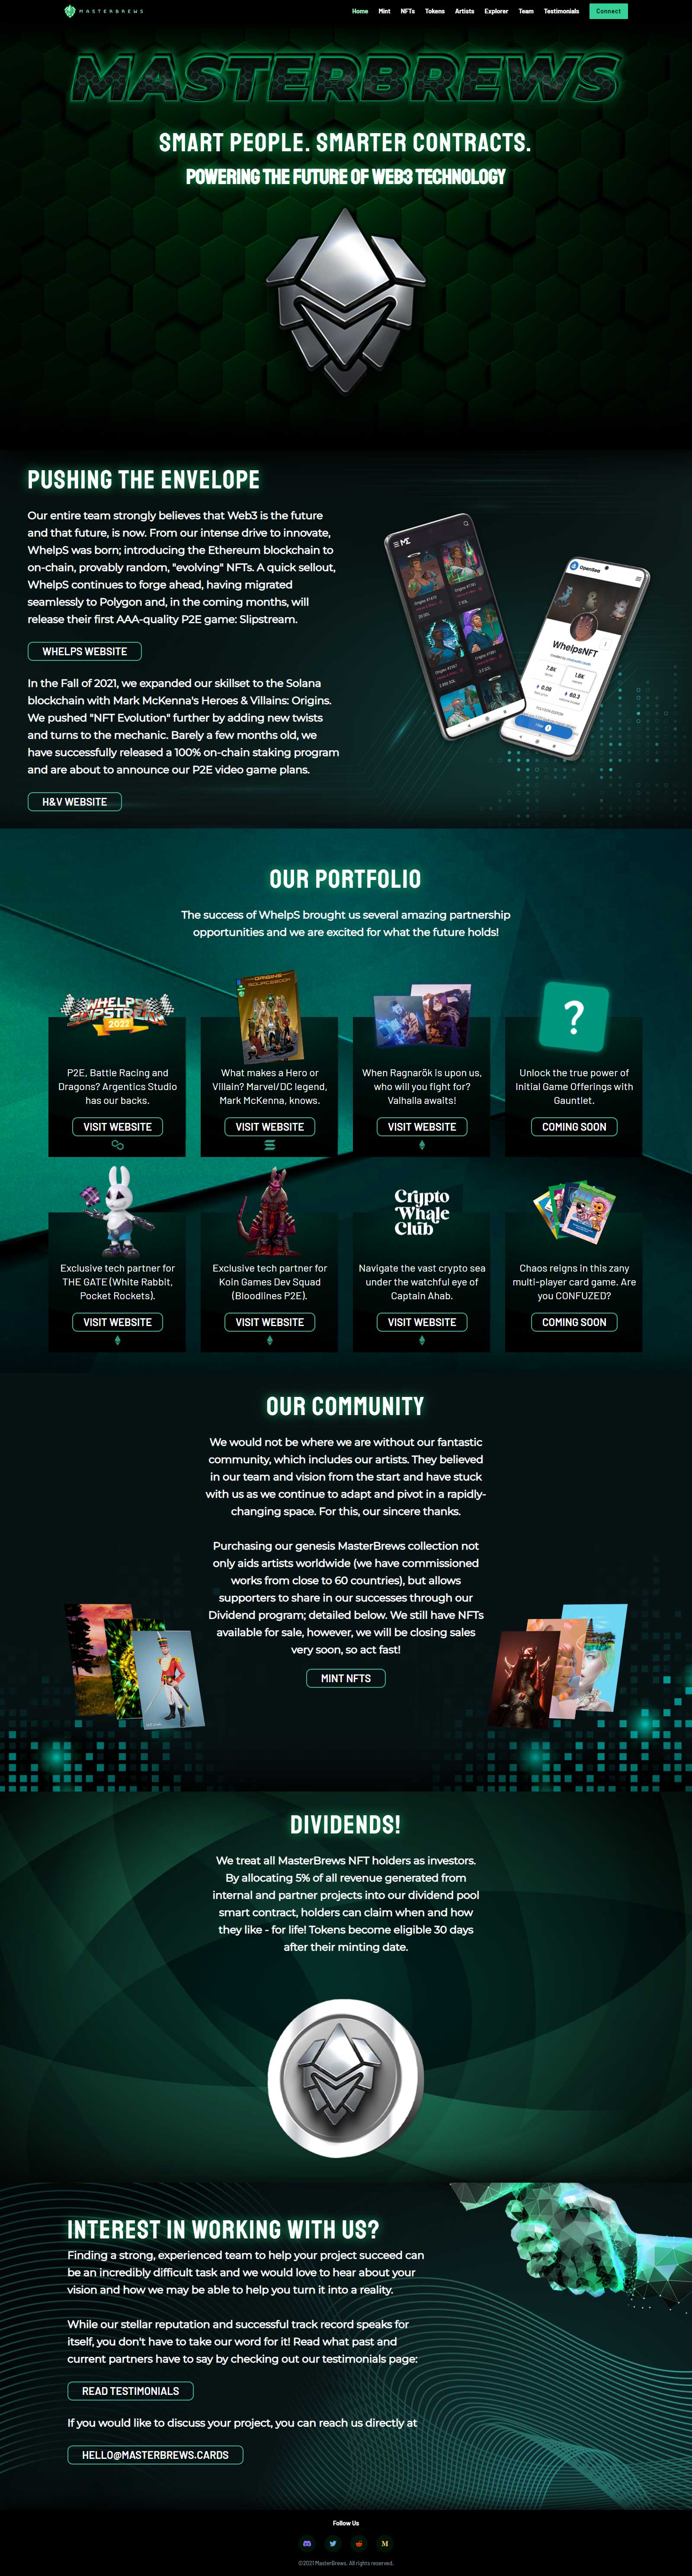 MASTERBREWS
Home Mint NFTs Tokens Artists Explorer Team Testimonials Connect
MASTERBREWS
SMART PEOPLE. SMARTER CONTRACTS.
POWERING THE FUTURE OF WEB3 TECHNOLOGY
PUSHING THE ENVELOPE
Our entire team strongly believes that Web3 is the future
and that future, is now. From our intense drive to innovate,
WhelpS was born; introducing the Ethereum blockchain to
on-chain, provably random, "evolving" NFTs. A quick sellout,
WhelpS continues to forge ahead, having migrated
seamlessly to Polygon and, in the coming months, will
release their first AAA-quality P2E game: Slipstream.
WHELPS WEBSITE
In the Fall of 2021, we expanded our skillset to the Solana
blockchain with Mark McKenna's Heroes & Villains: Origins.
We pushed "NFT Evolution" further by adding new twists
and turns to the mechanic. Barely a few months old, we
have successfully released a 100% on-chain staking program
and are about to announce our P2E video game plans.
H&V WEBSITE
ME
OpenSea
WhelpsNFT
7.8K
1.6K
0.09
60.3
OUR PORTFOLIO
The success of WhelpS brought us several amazing partnership
opportunities and we are excited for what the future holds!
WHELPS
SLIPSTREAM
2022
P2E, Battle Racing and
Dragons? Argentics Studio
has our backs.
VISIT WEBSITE
ORIGINS
SOURCEBOOK
What makes a Hero or
Villain? Marvel/DC legend,
Mark McKenna, knows.
VISIT WEBSITE
When Ragnarök is upon us,
who will you fight for?
Valhalla awaits!
VISIT WEBSITE
?
Unlock the true power of
Initial Game Offerings with
Gauntlet.
COMING SOON
Exclusive tech partner for
THE GATE (White Rabbit,
Pocket Rockets).
VISIT WEBSITE
Exclusive tech partner for
Koin Games Dev Squad
(Bloodlines P2E).
VISIT WEBSITE
Crypto
Whale
Club
Navigate the vast crypto sea
under the watchful eye of
Captain Ahab.
VISIT WEBSITE
Chaos reigns in this zany
multi-player card game. Are
you CONFUZED?
COMING SOON
OUR COMMUNITY
We would not be where we are without our fantastic
community, which includes our artists. They believed
in our team and vision from the start and have stuck
with us as we continue to adapt and pivot in a rapidly-
changing space. For this, our sincere thanks.
Purchasing our genesis MasterBrews collection not
only aids artists worldwide (we have commissioned
works from close to 60 countries), but allows
supporters to share in our successes through our
Dividend program; detailed below. We still have NFTs
available for sale, however, we will be closing sales
very soon, so act fast!
MINT NFTS
DIVIDENDS!
We treat all MasterBrews NFT holders as investors.
By allocating 5% of all revenue generated from
internal and partner projects into our dividend pool
smart contract, holders can claim when and how
they like - for life! Tokens become eligible 30 days
after their minting date.
INTEREST IN WORKING WITH US?
Finding a strong, experienced team to help your project succeed can
be an incredibly difficult task and we would love to hear about your
vision and how we may be able to help you turn it into a reality.
While our stellar reputation and successful track record speaks for
itself, you don't have to take our word for it! Read what past and
current partners have to say by checking out our testimonials page:
READ TESTIMONIALS
If you would like to discuss your project, you can reach us directly at
HELLO@MASTERBREWS.CARDS
Follow Us
©2021 MasterBrews. All rights reserved.